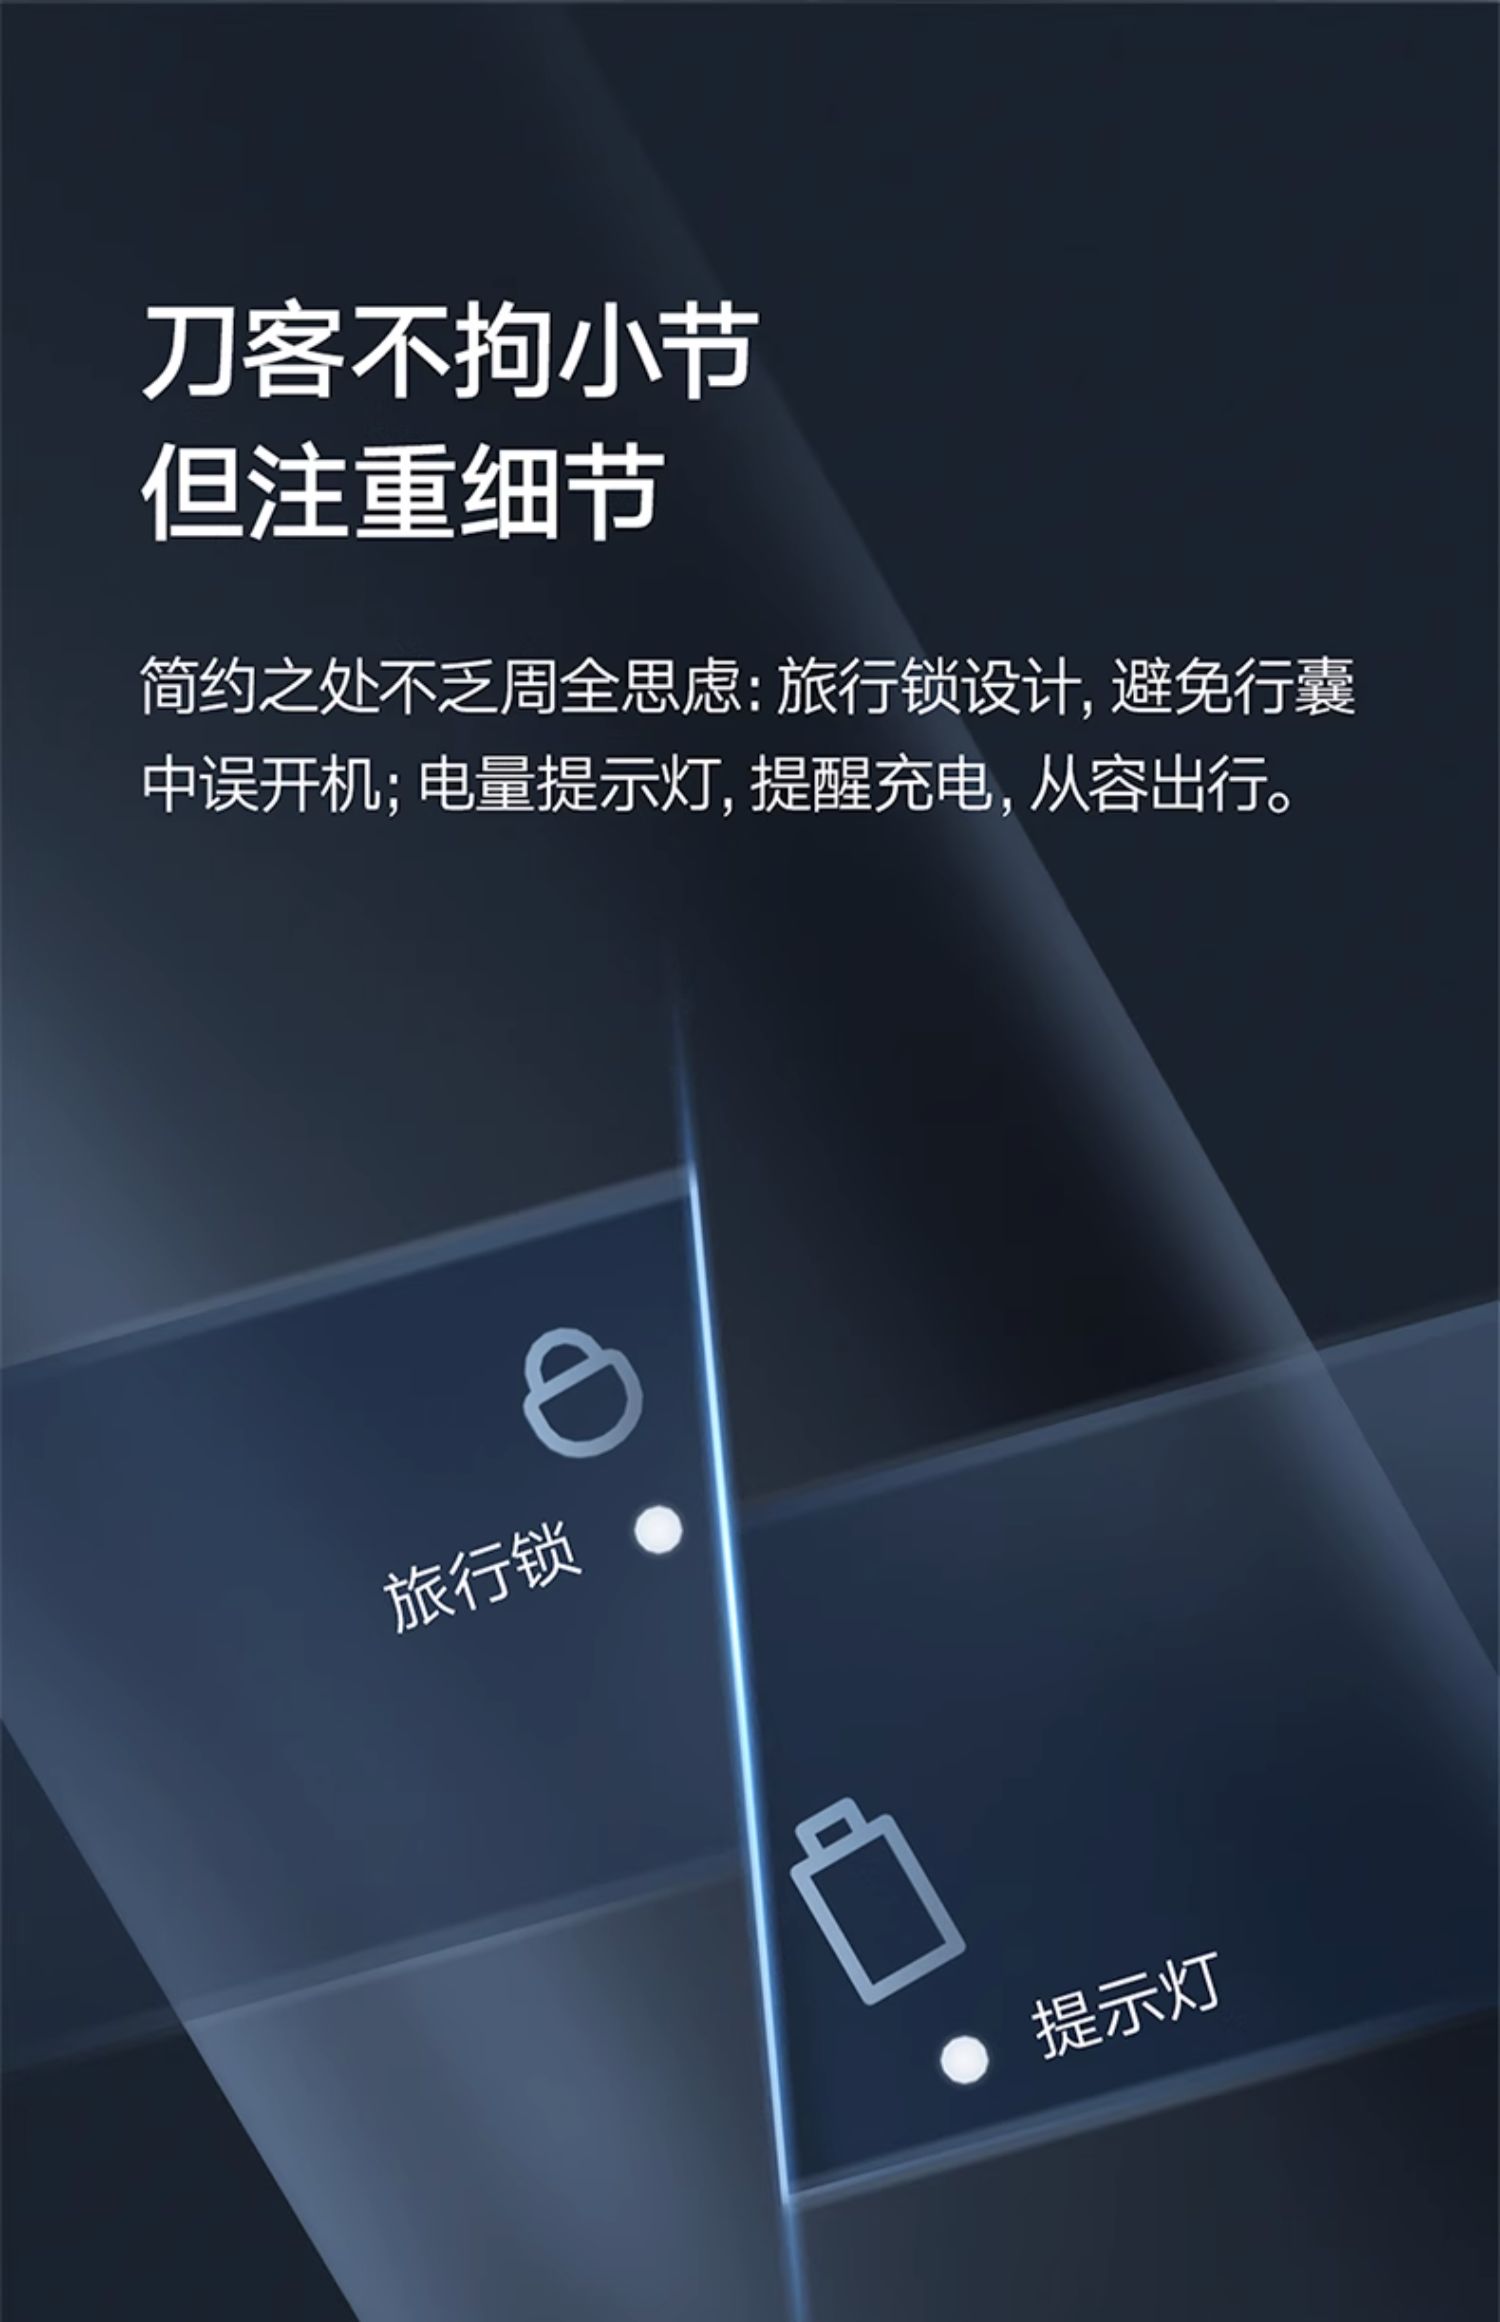 刀客不拘小节
但注重细节
简约之处不乏周全思虑:旅行锁设计,避免行囊
中误开机;电量提示灯,提醒充电,从容出行。
旅行锁
提示灯